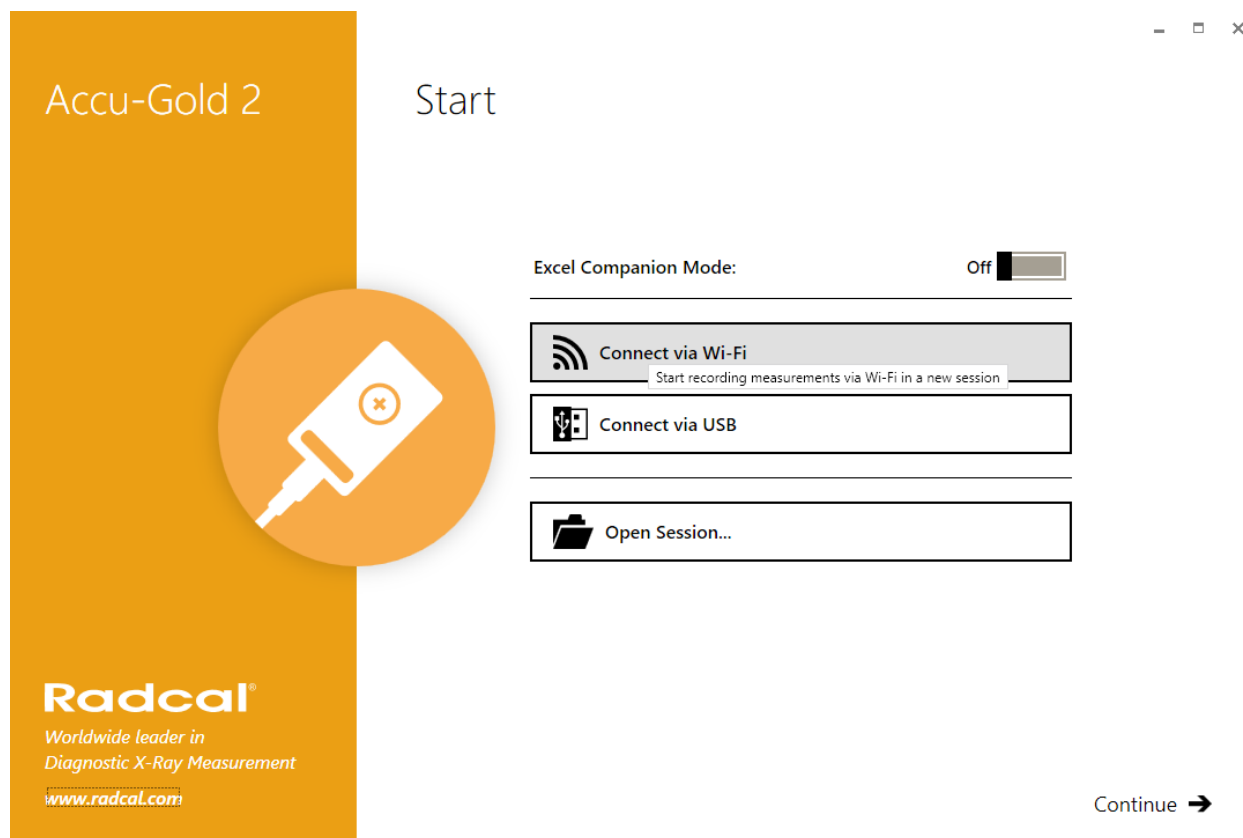 Accu-Gold 2
Start
Excel Companion Mode:
Off
Connect via Wi-Fi
Start recording measurements via Wi-Fi in a new session
Connect via USB
Open Session...
Radcal®
Worldwide leader in
Diagnostic X-Ray Measurement
www.radcal.com
Continue